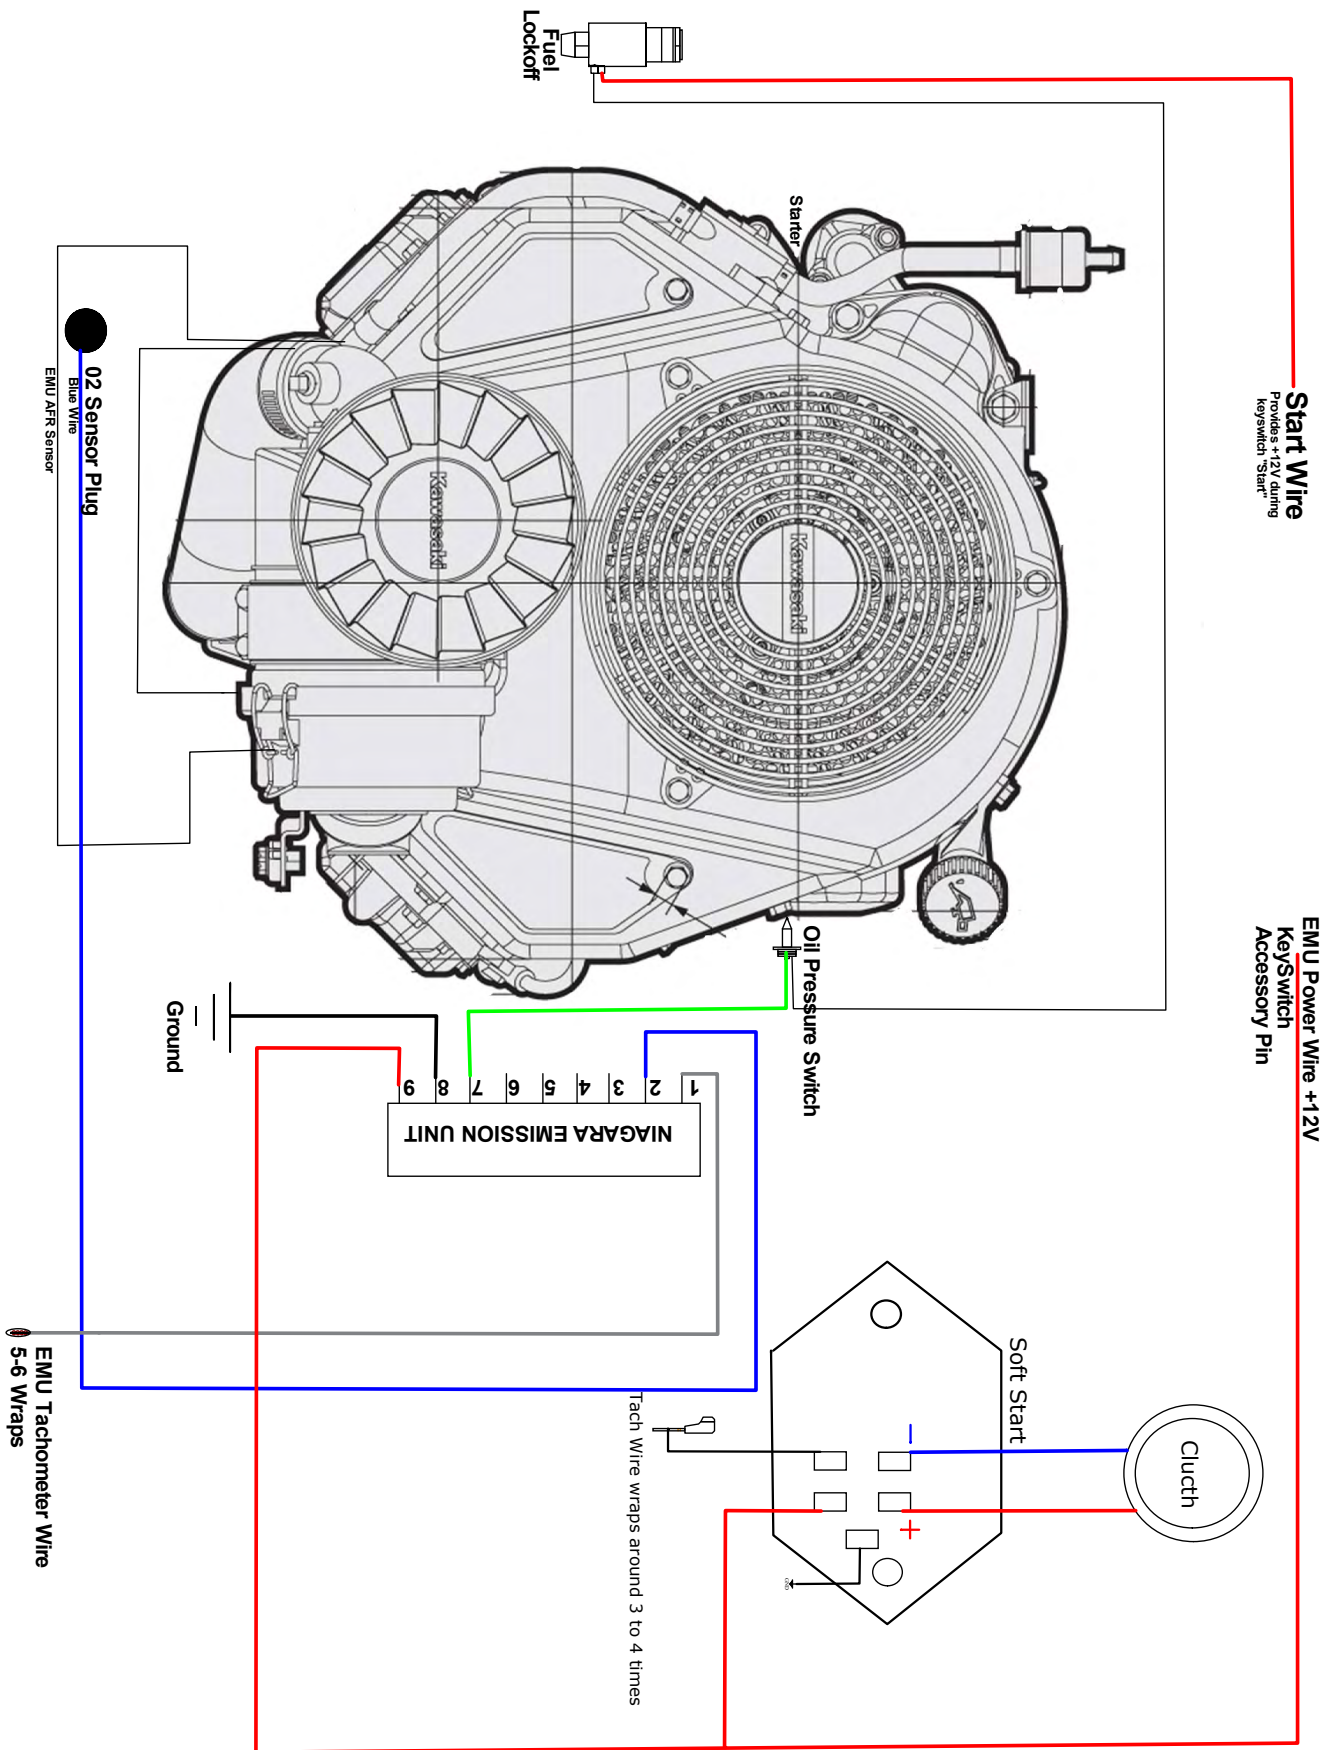 Fuel
Lockoff
Starter
Start Wire
Provides +12V during
keyswitch "Start"
02 Sensor Plug
Blue Wire
EMU AFR Sensor
Kawasaki
Kawasaki
EMU Power Wire +12V
KeySwitch
Accessory Pin
Oil Pressure Switch
Ground
1 2 3 4 5 6 7 8 9
NIAGARA EMISSION UNIT
Soft Start
Clucth
Tach Wire wraps around 3 to 4 times
EMU Tachometer Wire
5-6 Wraps
− +